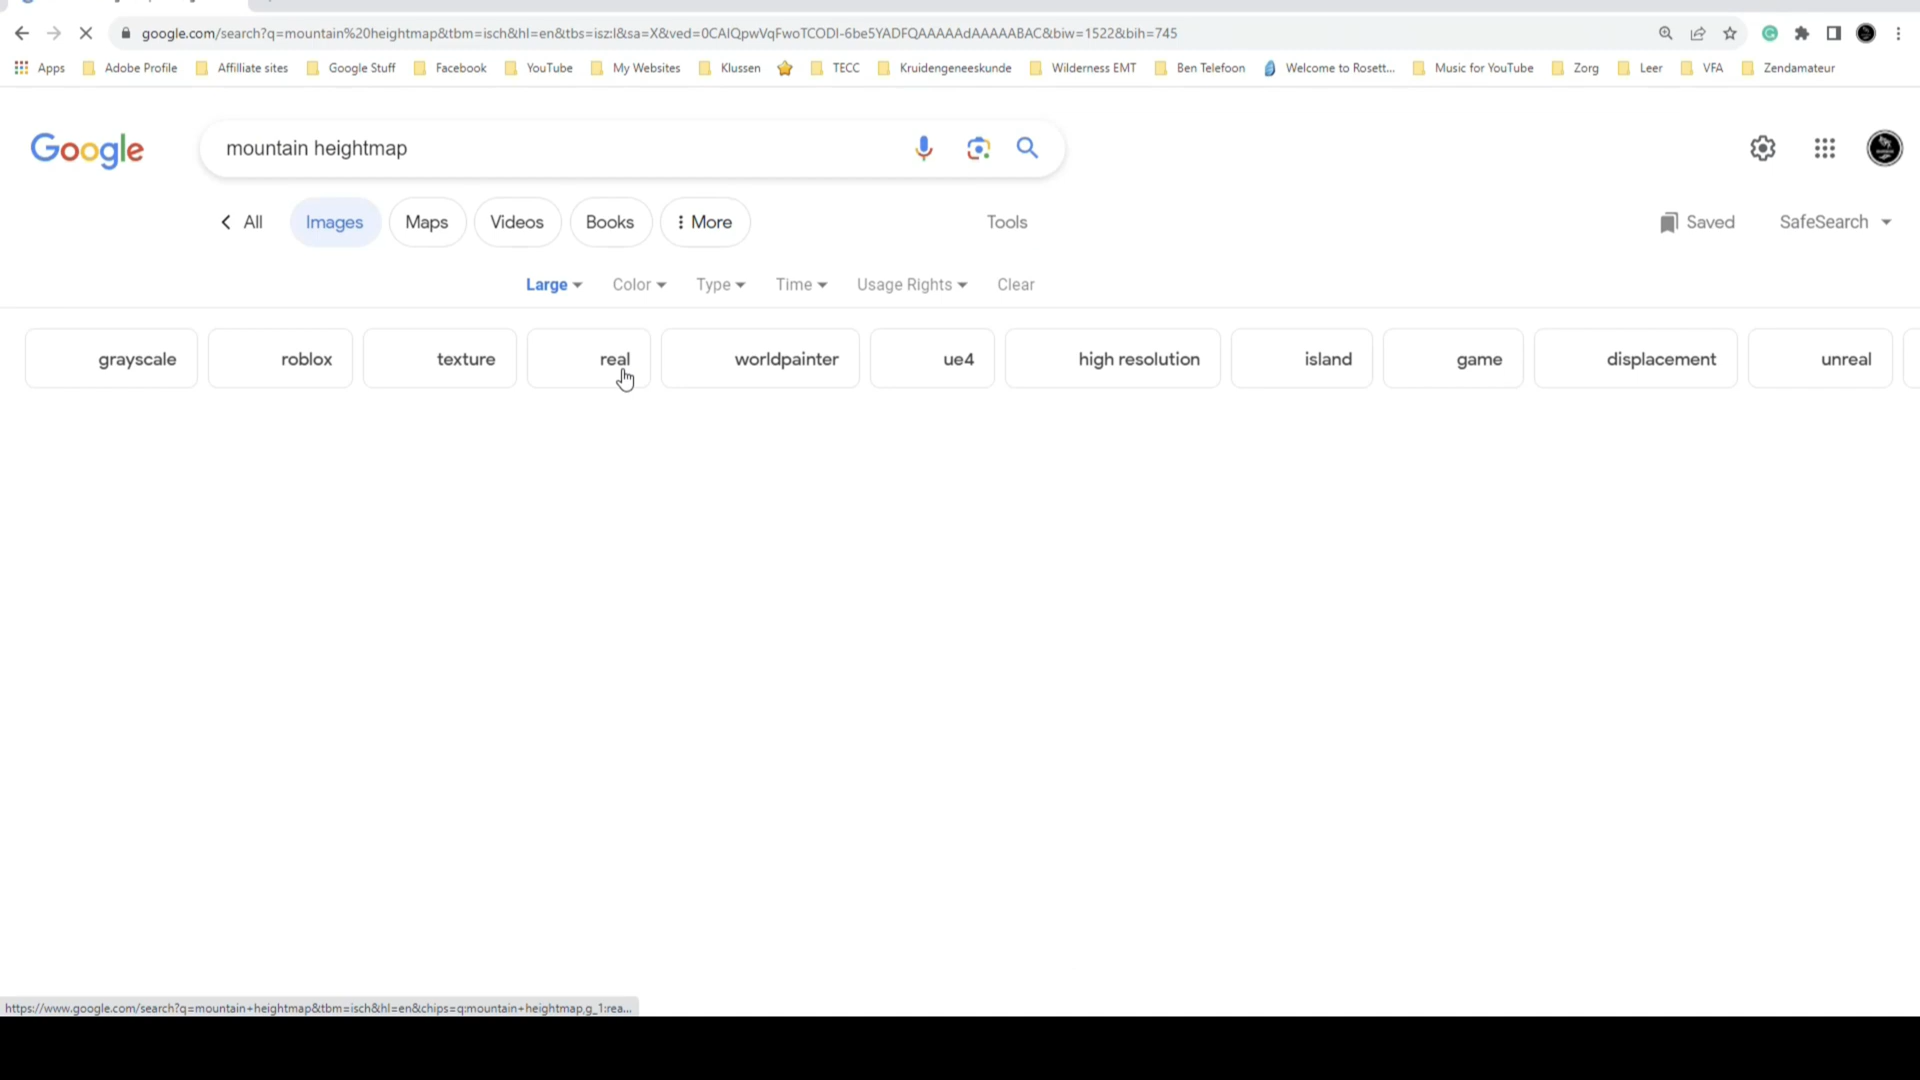 google.com/search?q=mountain%20heightmap&tbm=isch&hl=en&tbs=isz:l&sa=X&ved=0CAIQpwVqFwoTCODI-6be5YADFQAAAAAdAAAAABAC&biw=1522&bih=745
Apps Adobe Profile Affilliate sites Google Stuff Facebook YouTube My Websites Klussen TECC Kruidengeneeskunde Wilderness EMT Ben Telefoon Welcome to Rosett... Music for YouTube Zorg Leer VFA Zendamateur
Google mountain heightmap
All Images Maps Videos Books More Tools Saved SafeSearch
Large Color Type Time Usage Rights Clear
grayscale roblox texture real worldpainter ue4 high resolution island game displacement unreal
https://www.google.com/search?q=mountain+heightmap&tbm=isch&hl=en&chips=q:mountain+heightmap,g_1:rea...